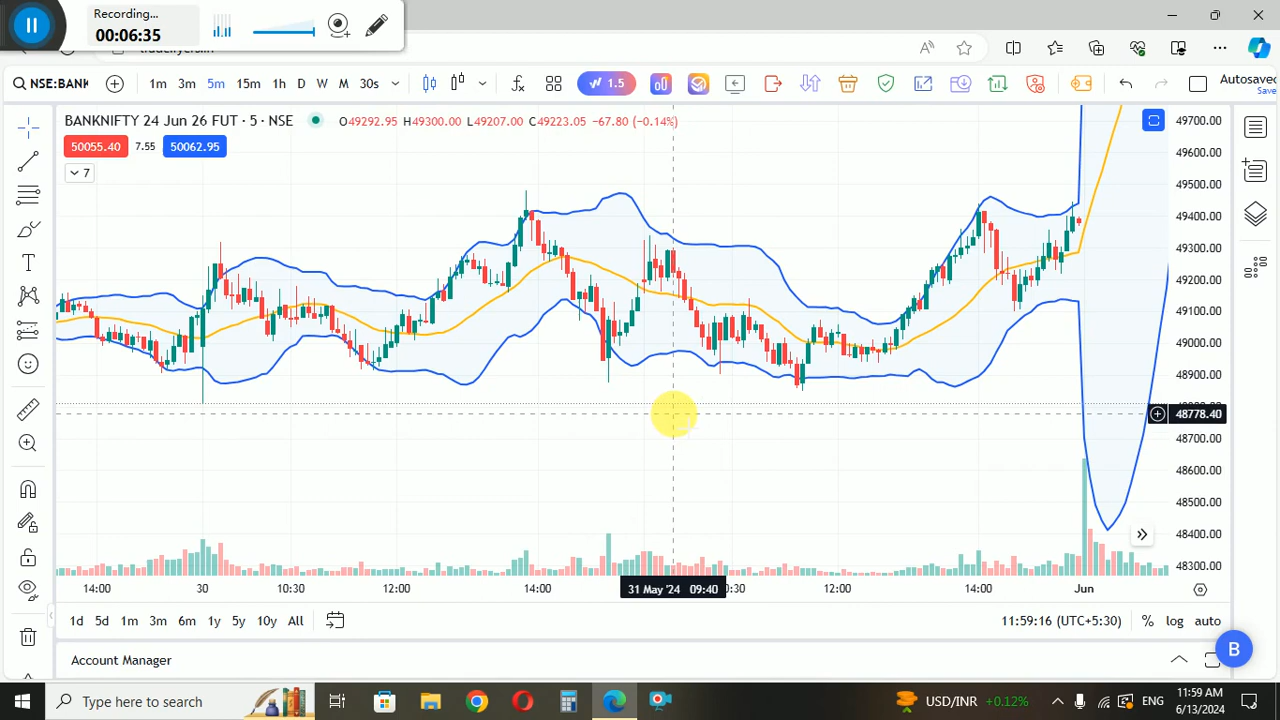 Recording...
00:06:35
NSE:BANK
1m 3m 5m 15m 1h D W M 30s
1.5
Autosave
Save
BANKNIFTY 24 Jun 26 FUT · 5 · NSE
O49292.95 H49300.00 L49207.00 C49223.05 −67.80 (−0.14%)
50055.40 7.55 50062.95
7
49700.00
49600.00
49500.00
49400.00
49300.00
49200.00
49100.00
49000.00
48900.00
48778.40
48700.00
48600.00
48500.00
48400.00
48300.00
14:00 30 10:30 12:00 14:00 31 May '24 09:40 12:00 14:00 Jun
1d 5d 1m 3m 6m 1y 5y 10y All
11:59:16 (UTC+5:30) % log auto
Account Manager
B
Type here to search
USD/INR +0.12%
ENG
11:59 AM
6/13/2024